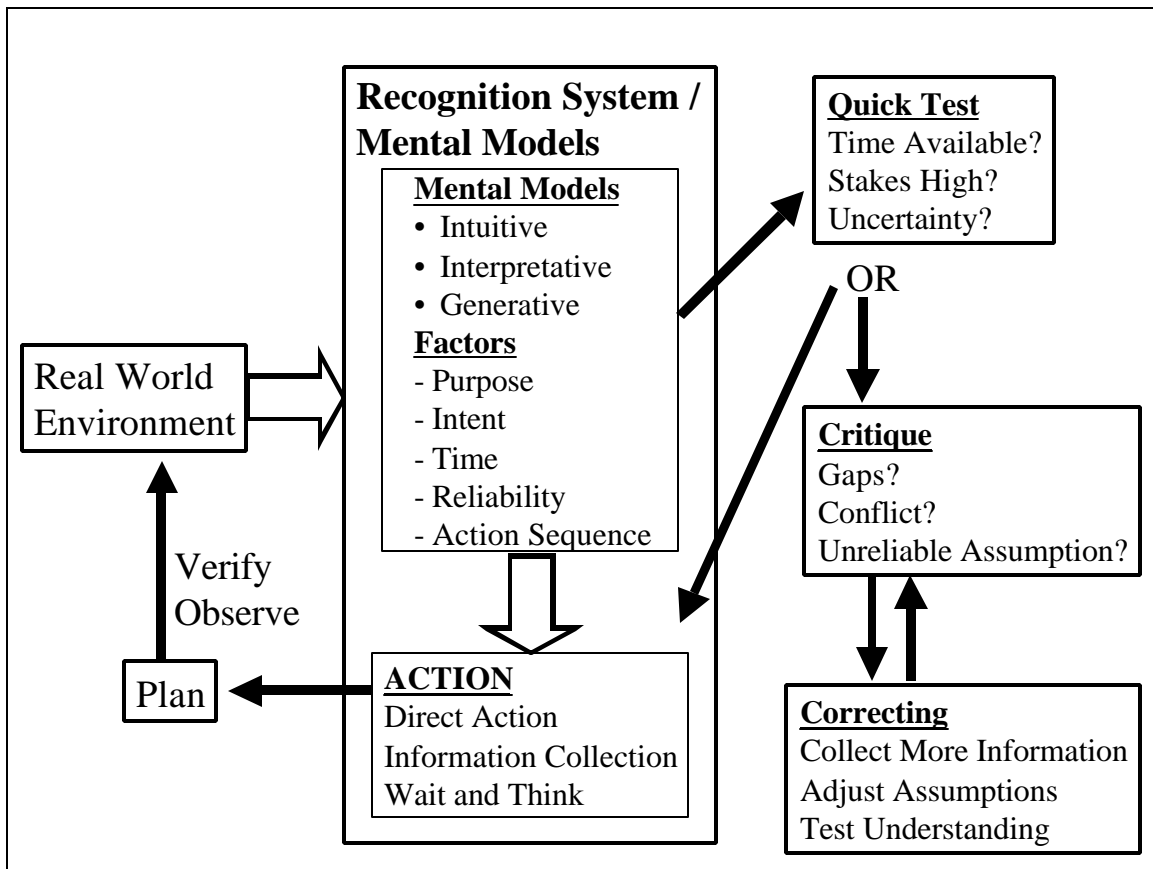 Recognition System /
Mental Models
Mental Models
• Intuitive
• Interpretative
• Generative
Factors
- Purpose
- Intent
- Time
- Reliability
- Action Sequence
ACTION
Direct Action
Information Collection
Wait and Think
Real World
Environment
Verify
Observe
Plan
Quick Test
Time Available?
Stakes High?
Uncertainty?
OR
Critique
Gaps?
Conflict?
Unreliable Assumption?
Correcting
Collect More Information
Adjust Assumptions
Test Understanding